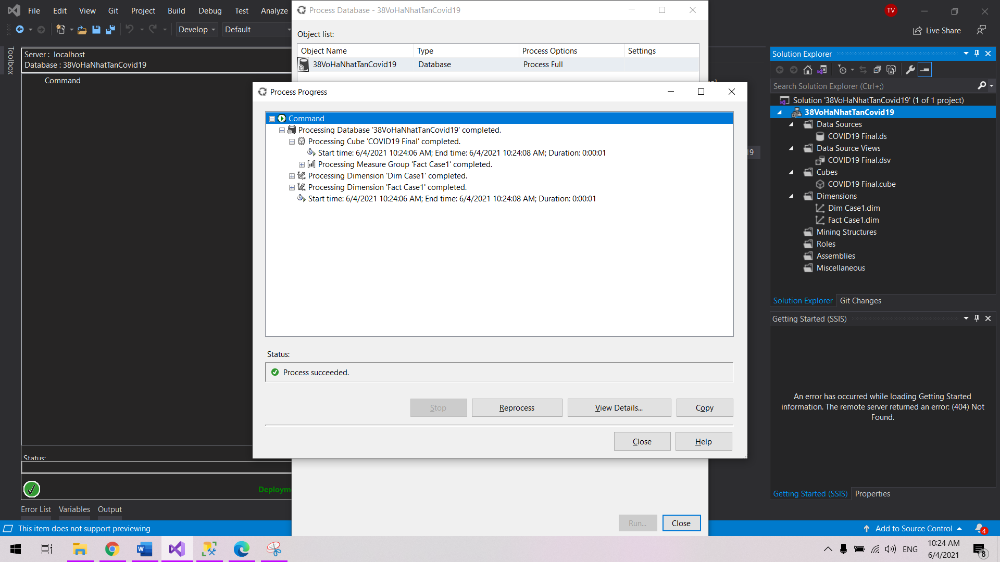 File Edit View Git Project Build Debug Test Analyze
Process Database - 38VoHaNhatTanCovid19
TV
Develop Default
Live Share
Toolbox
Server : localhost
Database : 38VoHaNhatTanCovid19
Command
Object list:
Object Name Type Process Options Settings
38VoHaNhatTanCovid19 Database Process Full
Process Progress
Command
Processing Database '38VoHaNhatTanCovid19' completed.
Processing Cube 'COVID19 Final' completed.
Start time: 6/4/2021 10:24:06 AM; End time: 6/4/2021 10:24:08 AM; Duration: 0:00:01
Processing Measure Group 'Fact Case1' completed.
Processing Dimension 'Dim Case1' completed.
Processing Dimension 'Fact Case1' completed.
Start time: 6/4/2021 10:24:06 AM; End time: 6/4/2021 10:24:08 AM; Duration: 0:00:01
Status:
Process succeeded.
Stop Reprocess View Details... Copy
Close Help
19
Status:
Deploym
Run... Close
Error List Variables Output
Solution Explorer
Search Solution Explorer (Ctrl+;)
Solution '38VoHaNhatTanCovid19' (1 of 1 project)
38VoHaNhatTanCovid19
Data Sources
COVID19 Final.ds
Data Source Views
COVID19 Final.dsv
Cubes
COVID19 Final.cube
Dimensions
Dim Case1.dim
Fact Case1.dim
Mining Structures
Roles
Assemblies
Miscellaneous
Solution Explorer Git Changes
Getting Started (SSIS)
An error has occurred while loading Getting Started
information. The remote server returned an error: (404) Not
Found.
Getting Started (SSIS) Properties
This item does not support previewing
Add to Source Control 4
ENG
10:24 AM
6/4/2021
8